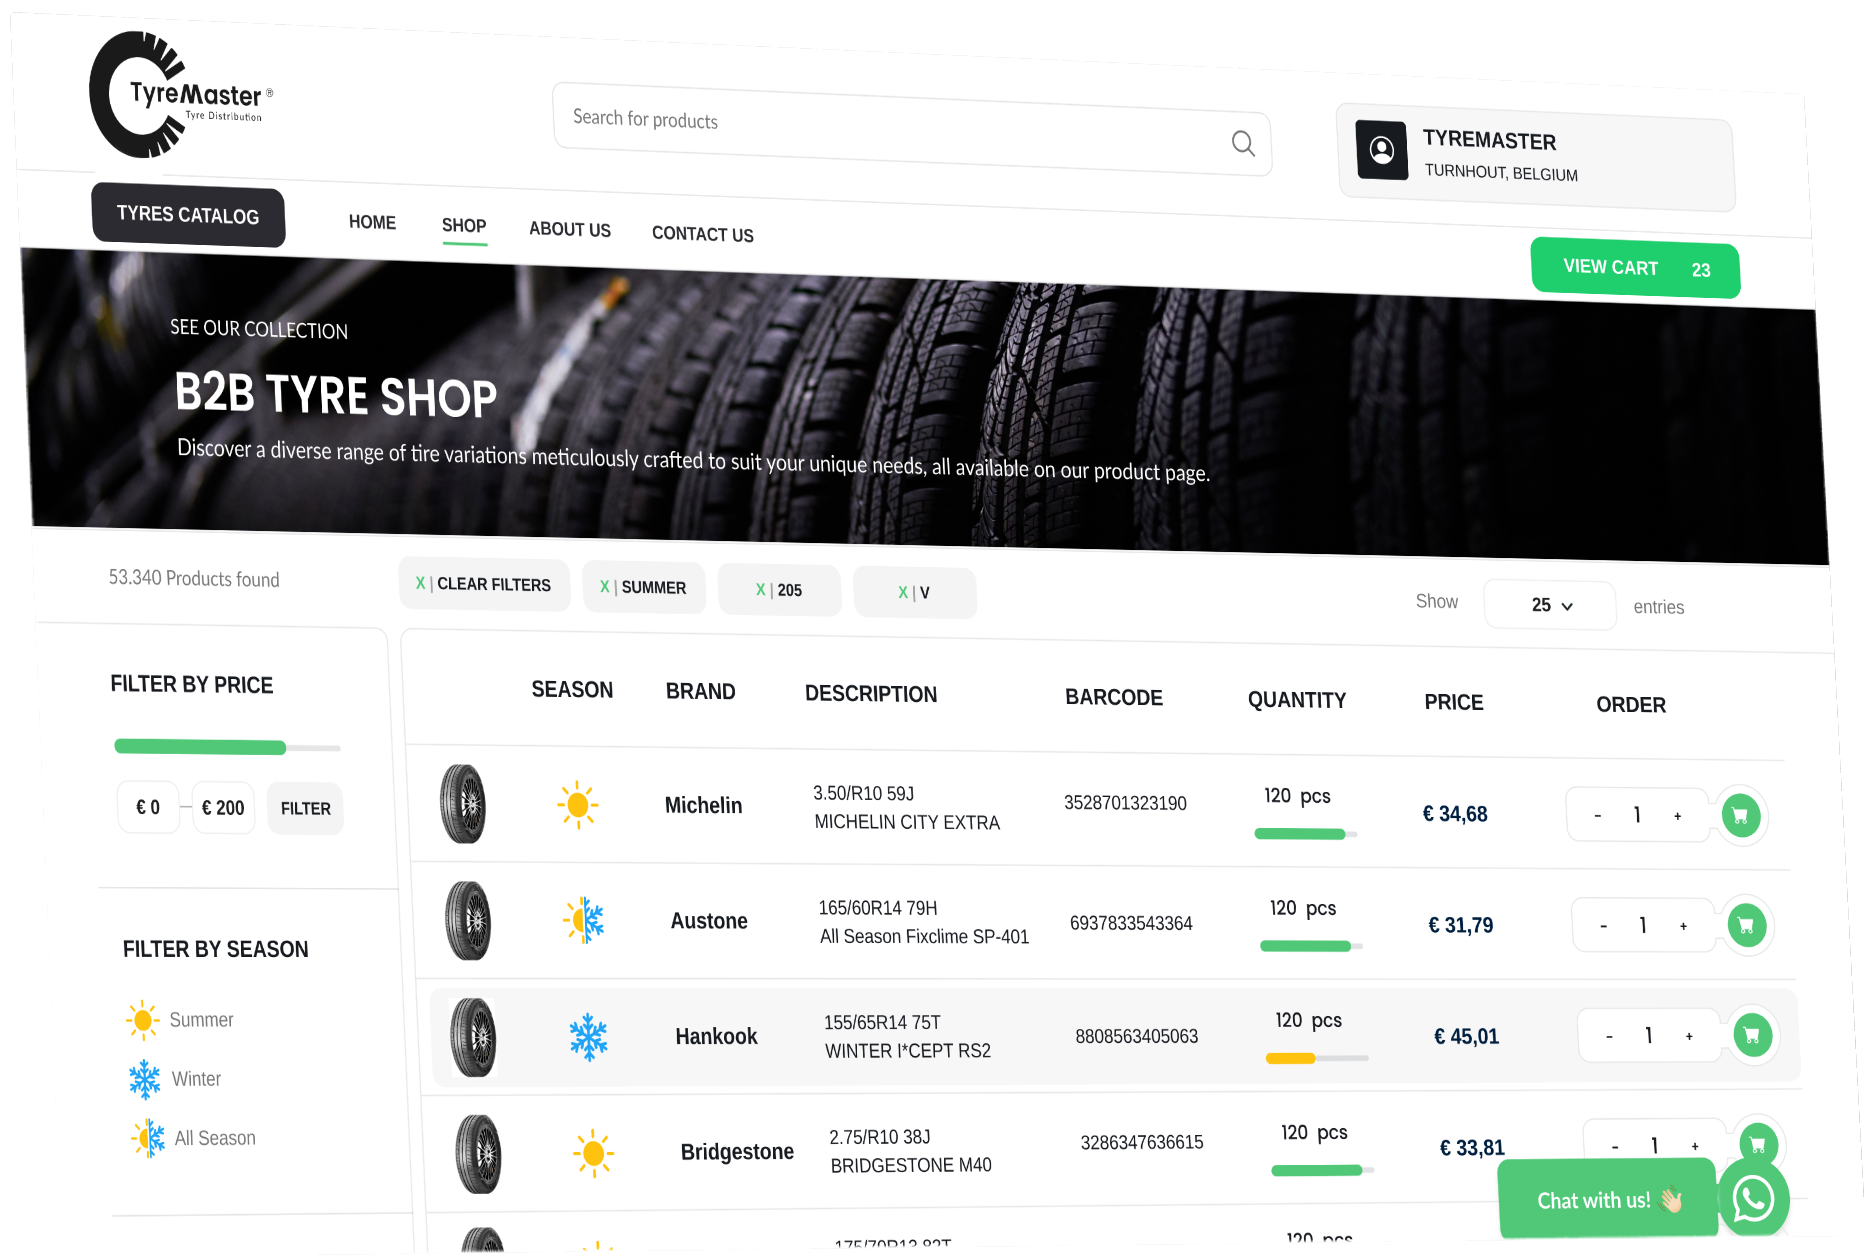 TyreMaster ®
Tyre Distribution
Search for products
TYREMASTER
TURNHOUT, BELGIUM
TYRES CATALOG
HOME
SHOP
ABOUT US
CONTACT US
VIEW CART 23
SEE OUR COLLECTION
B2B TYRE SHOP
Discover a diverse range of tire variations meticulously crafted to suit your unique needs, all available on our product page.
53.340 Products found
X | CLEAR FILTERS
X | SUMMER
X | 205
X | V
Show 25 entries
FILTER BY PRICE
€ 0 – € 200 FILTER
FILTER BY SEASON
Summer
Winter
All Season
SEASON BRAND DESCRIPTION BARCODE QUANTITY PRICE ORDER
Michelin
3.50/R10 59J
MICHELIN CITY EXTRA
3528701323190
120 pcs
€ 34,68
- 1 +
Austone
165/60R14 79H
All Season Fixclime SP-401
6937833543364
120 pcs
€ 31,79
- 1 +
Hankook
155/65R14 75T
WINTER I*CEPT RS2
8808563405063
120 pcs
€ 45,01
- 1 +
Bridgestone
2.75/R10 38J
BRIDGESTONE M40
3286347636615
120 pcs
€ 33,81
- 1 +
175/70R13 82T
120 pcs
Chat with us! 👋🏻